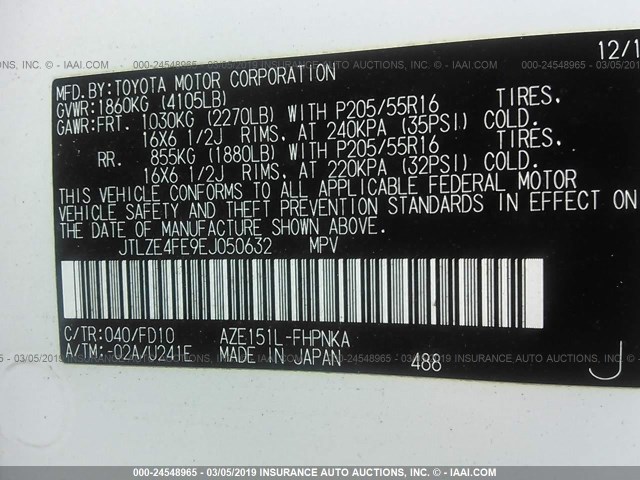 12/1
MFD.BY:TOYOTA MOTOR CORPORATION
GVWR:1860KG (4105LB)
GAWR:FRT. 1030KG (2270LB) WITH P205/55R16 TIRES,
16X6 1/2J RIMS, AT 240KPA (35PSI) COLD.
RR. 855KG (1880LB) WITH P205/55R16 TIRES,
16X6 1/2J RIMS, AT 220KPA (32PSI) COLD.
THIS VEHICLE CONFORMS TO ALL APPLICABLE FEDERAL MOTOR
VEHICLE SAFETY AND THEFT PREVENTION STANDARDS IN EFFECT ON
THE DATE OF MANUFACTURE SHOWN ABOVE.
JTLZE4FE9EJ050632 MPV
C/TR:040/FD10 AZE151L-FHPNKA
A/TM:-02A/U241E MADE IN JAPAN 488 J
000-24548965 - 03/05/2019 INSURANCE AUTO AUCTIONS, INC. - © - IAAI.COM